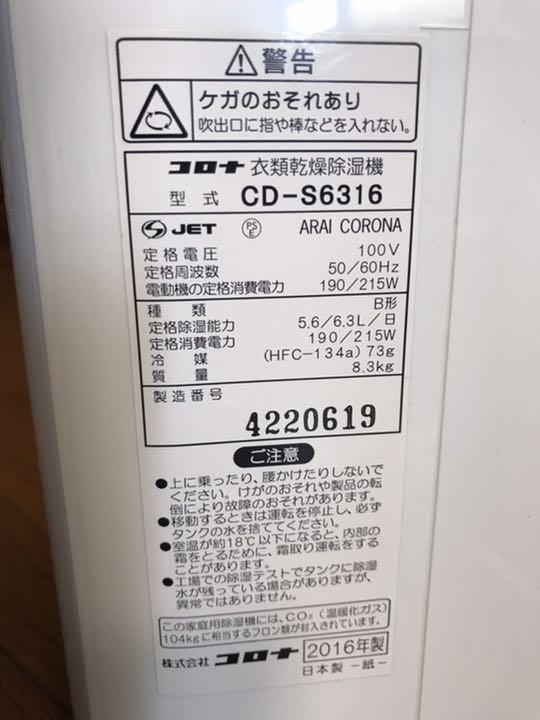 警告
ケガのおそれあり
吹出口に指や棒などを入れない。
コロナ 衣類乾燥除湿機
型式 CD-S6316
JET PSE ARAI CORONA
定格電圧 100V
定格周波数 50/60Hz
電動機の定格消費電力 190/215W
種類 B形
定格除湿能力 5.6/6.3L/日
定格消費電力 190/215W
冷媒 (HFC-134a) 73g
質量 8.3kg
製造番号
4220619
ご注意
●上に乗ったり、腰かけたりしないで
ください。けがのおそれや製品の転
倒により故障のおそれがあります。
●移動するときは運転を停止し、必ず
タンクの水を捨ててください。
●室温が約18℃以下になると、内部の
霜をとるために、霜取り運転をする
ことがあります。
●工場での除湿テストでタンクに除湿
水が残っている場合がありますが、
異常ではありません。
この家庭用除湿機には、CO₂(温暖化ガス)
104kgに相当するフロン類が封入されています。
株式会社 コロナ 2016年製
日本製 -紙-